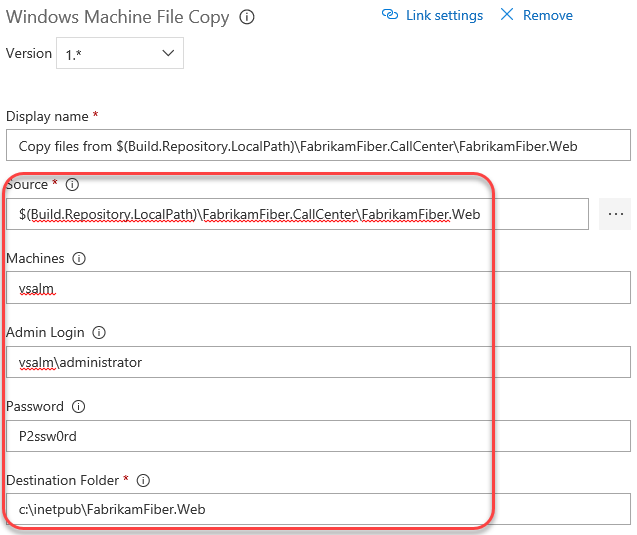 Windows Machine File Copy
Link settings
Remove
Version
1.*
Display name *
Copy files from $(Build.Repository.LocalPath)\FabrikamFiber.CallCenter\FabrikamFiber.Web
Source *
$(Build.Repository.LocalPath)\FabrikamFiber.CallCenter\FabrikamFiber.Web
...
Machines
vsalm
Admin Login
vsalm\administrator
Password
P2ssw0rd
Destination Folder *
c:\inetpub\FabrikamFiber.Web